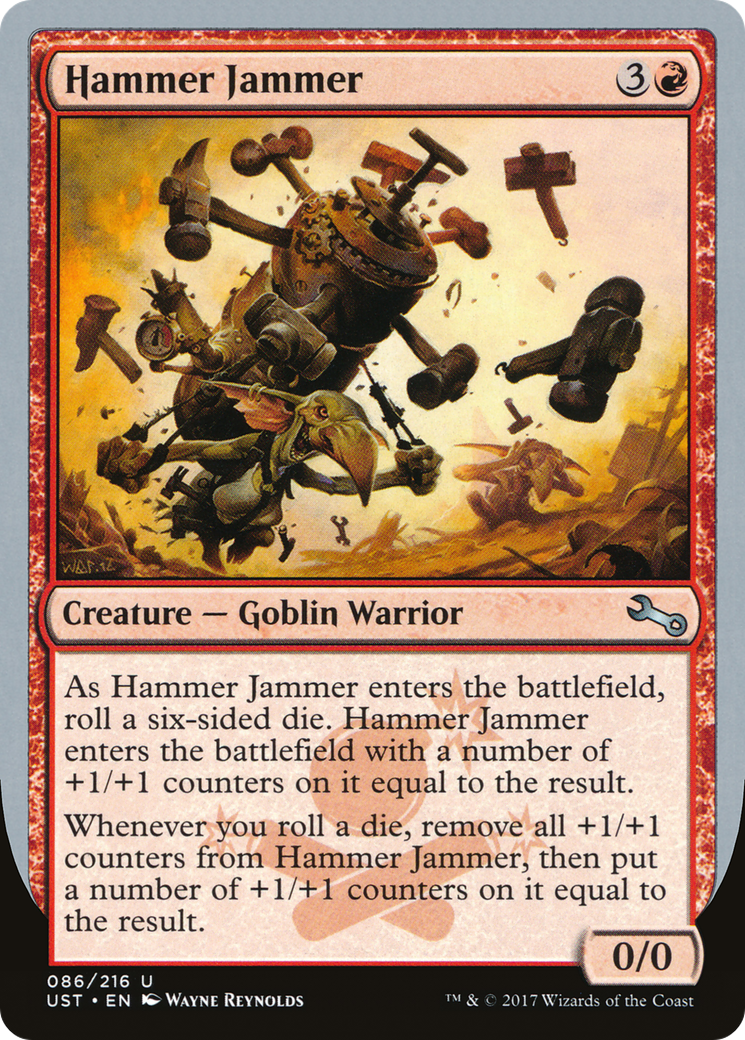 Hammer Jammer 3
Creature — Goblin Warrior
As Hammer Jammer enters the battlefield,
roll a six-sided die. Hammer Jammer
enters the battlefield with a number of
+1/+1 counters on it equal to the result.
Whenever you roll a die, remove all +1/+1
counters from Hammer Jammer, then put
a number of +1/+1 counters on it equal to
the result.
0/0
086/216 U
UST • EN Wayne Reynolds
™ & © 2017 Wizards of the Coast